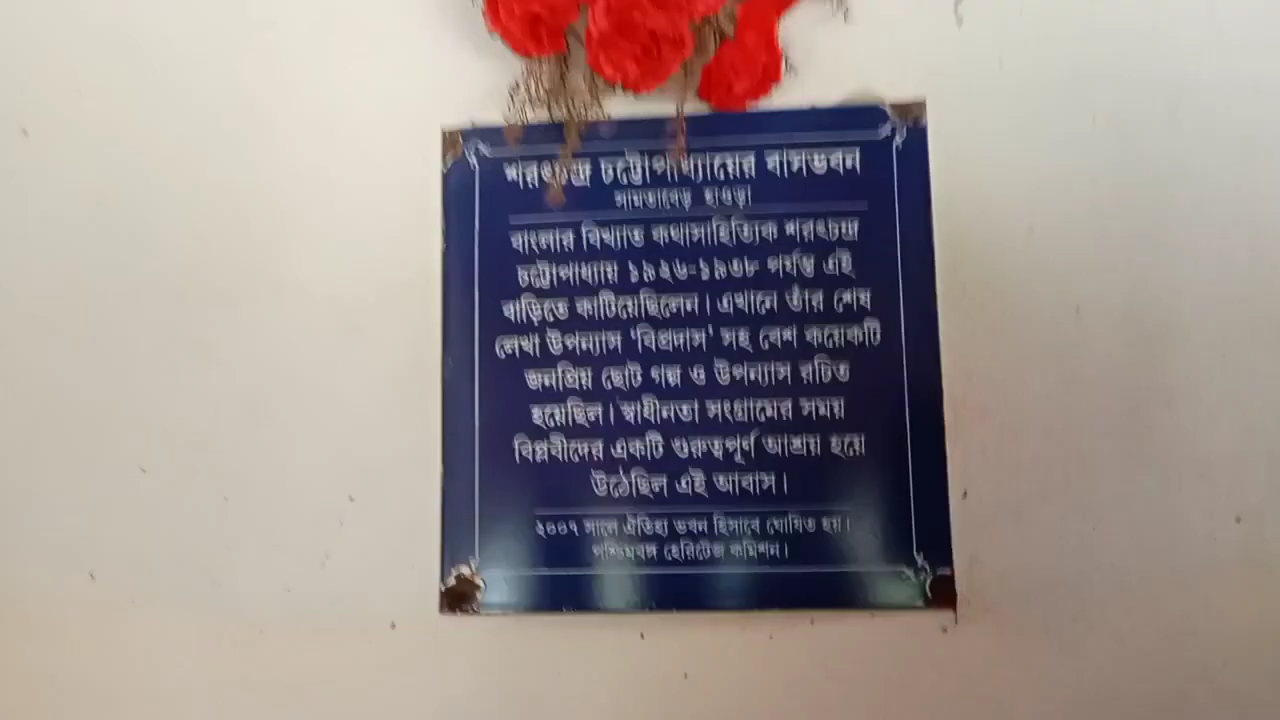 শরৎচন্দ্র চট্টোপাধ্যায়ের বাসভবন
সামতাবেড় হাওড়া
বাংলার বিখ্যাত কথাসাহিত্যিক শরৎচন্দ্র
চট্টোপাধ্যায় ১৯২৬-১৯৩৮ পর্যন্ত এই
বাড়িতে কাটিয়েছিলেন। এখানে তাঁর শেষ
লেখা উপন্যাস 'বিপ্রদাস' সহ বেশ কয়েকটি
জনপ্রিয় ছোট গল্প ও উপন্যাস রচিত
হয়েছিল। স্বাধীনতা সংগ্রামের সময়
বিপ্লবীদের একটি গুরুত্বপূর্ণ আশ্রয় হয়ে
উঠেছিল এই আবাস।
২০০৭ সালে ঐতিহ্য ভবন হিসাবে ঘোষিত হয়।
পশ্চিমবঙ্গ হেরিটেজ কমিশন।